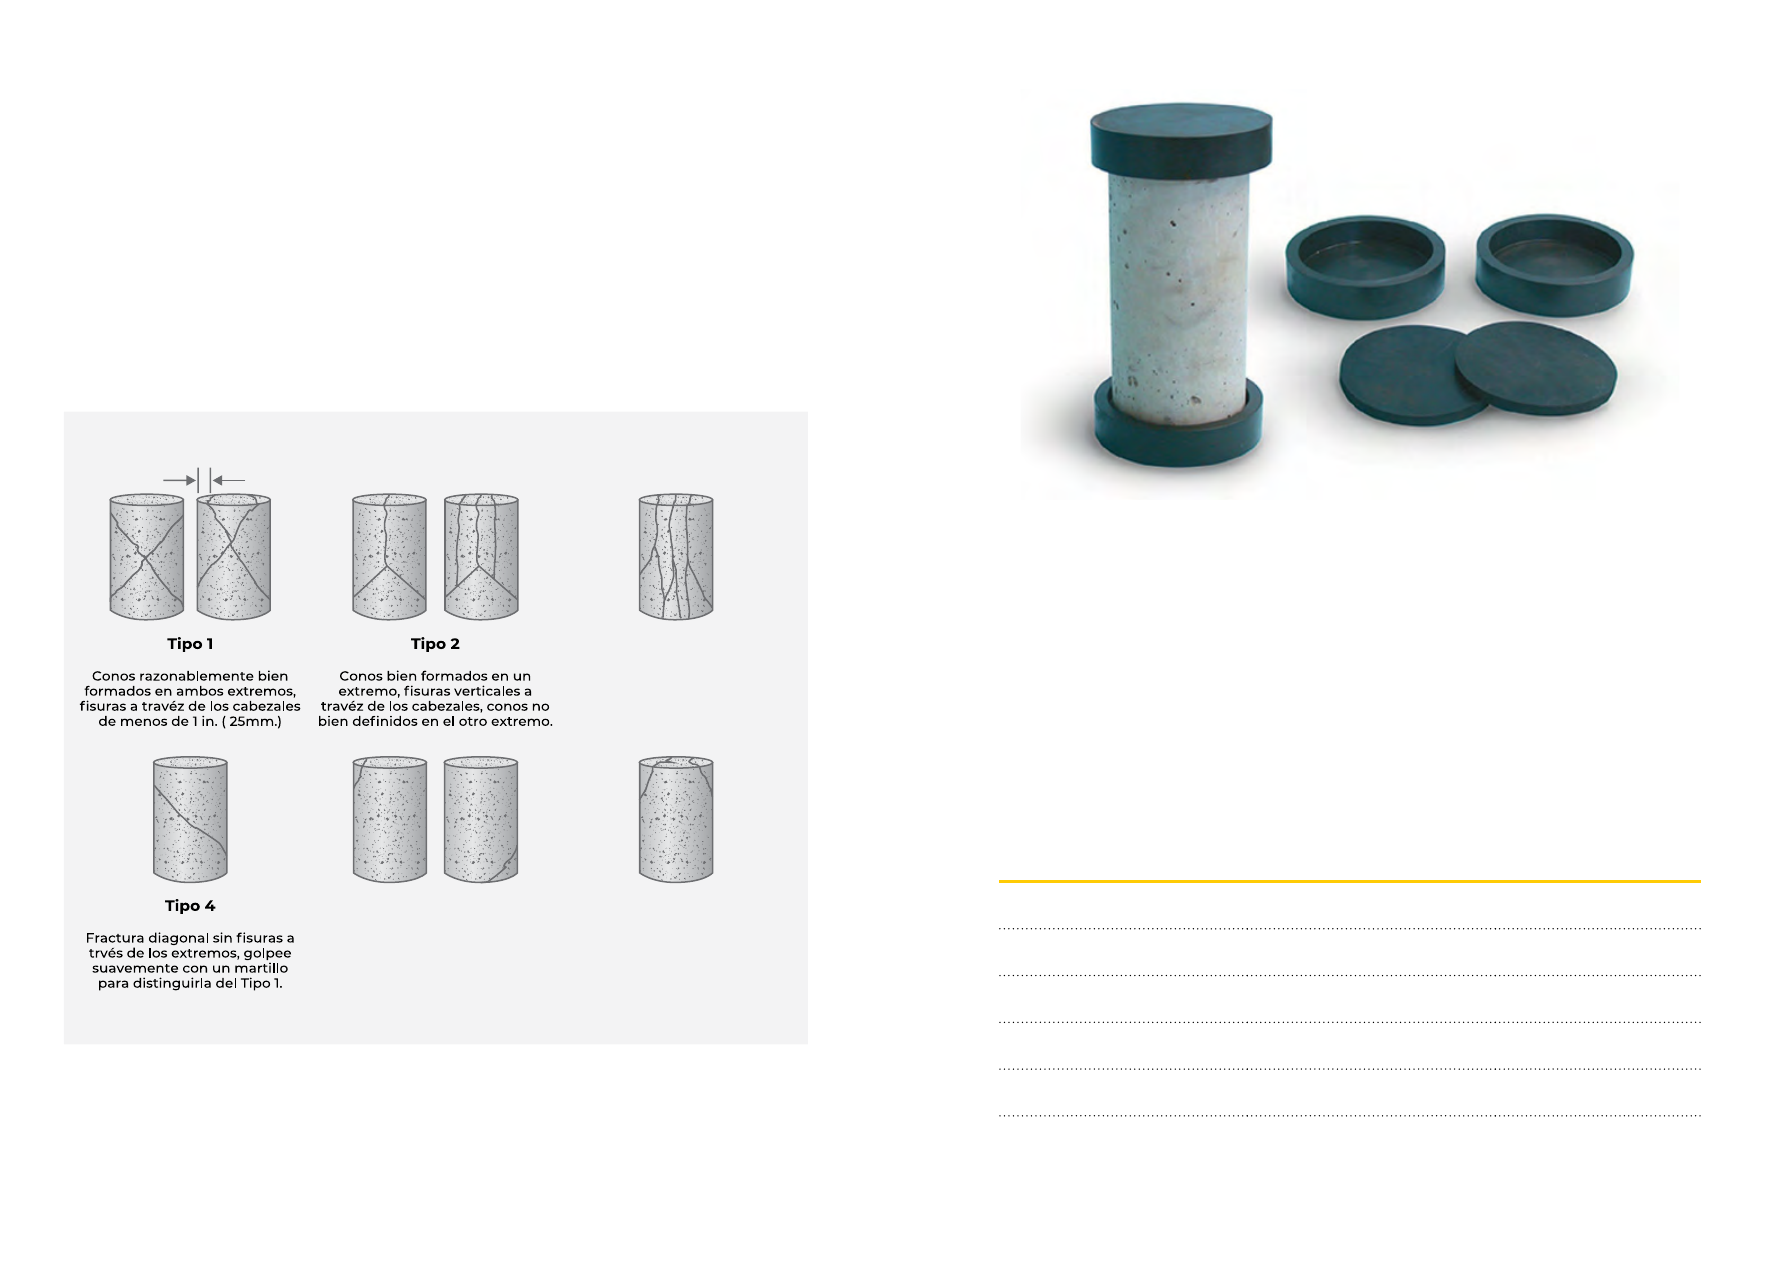 Tipo 1
Conos razonablemente bien
formados en ambos extremos,
fisuras a travéz de los cabezales
de menos de 1 in. ( 25mm.)
Tipo 2
Conos bien formados en un
extremo, fisuras verticales a
travéz de los cabezales, conos no
bien definidos en el otro extremo.
Tipo 4
Fractura diagonal sin fisuras a
trvés de los extremos, golpee
suavemente con un martillo
para distinguirla del Tipo 1.